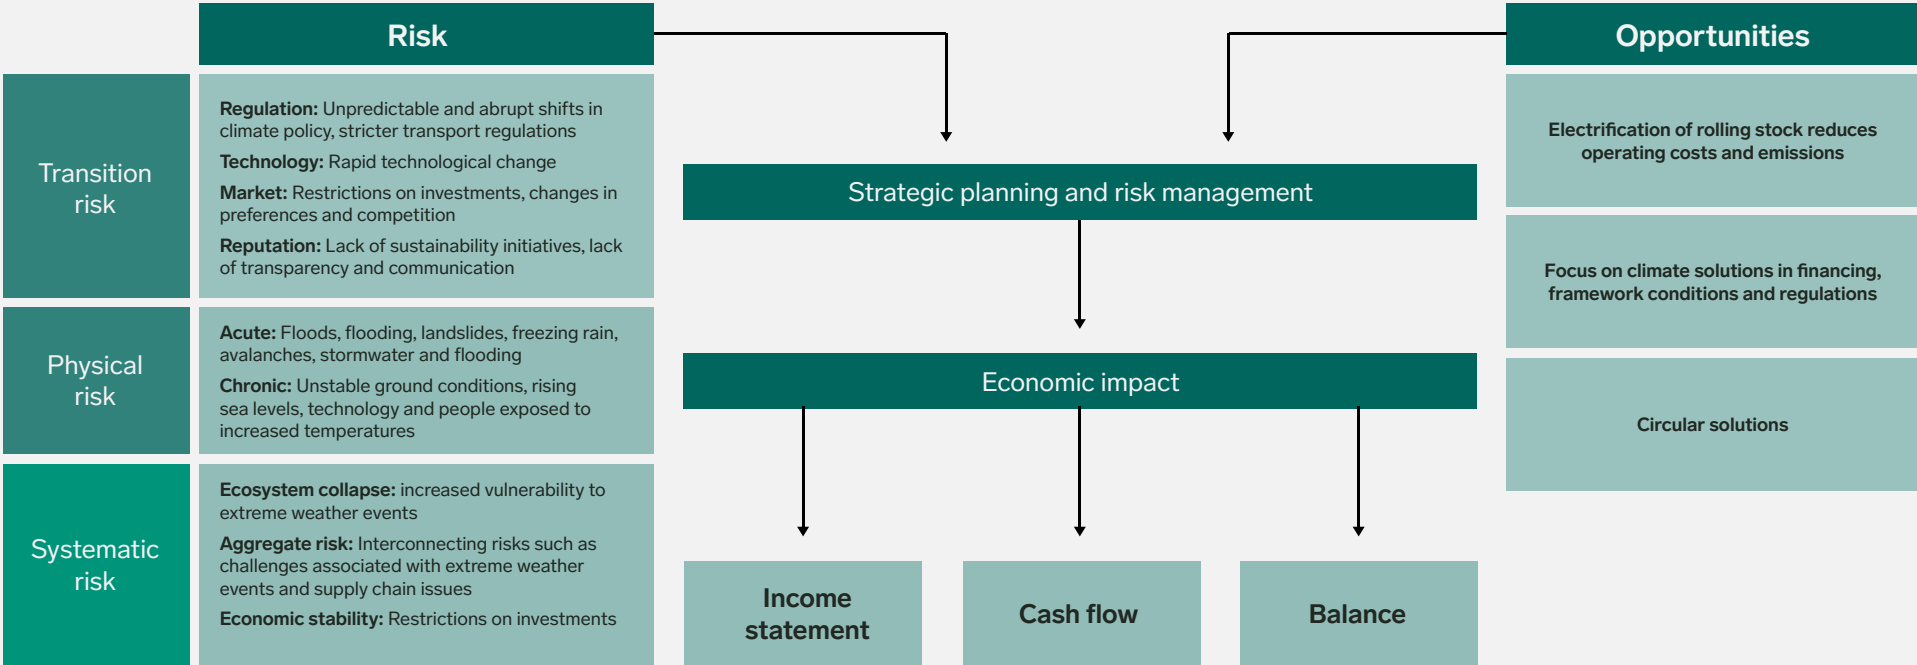 Risk
Opportunities
Transition
risk
Regulation: Unpredictable and abrupt shifts in
climate policy, stricter transport regulations
Technology: Rapid technological change
Market: Restrictions on investments, changes in
preferences and competition
Reputation: Lack of sustainability initiatives, lack
of transparency and communication
Physical
risk
Acute: Floods, flooding, landslides, freezing rain,
avalanches, stormwater and flooding
Chronic: Unstable ground conditions, rising
sea levels, technology and people exposed to
increased temperatures
Systematic
risk
Ecosystem collapse: increased vulnerability to
extreme weather events
Aggregate risk: Interconnecting risks such as
challenges associated with extreme weather
events and supply chain issues
Economic stability: Restrictions on investments
Strategic planning and risk management
Economic impact
Income
statement
Cash flow
Balance
Electrification of rolling stock reduces
operating costs and emissions
Focus on climate solutions in financing,
framework conditions and regulations
Circular solutions